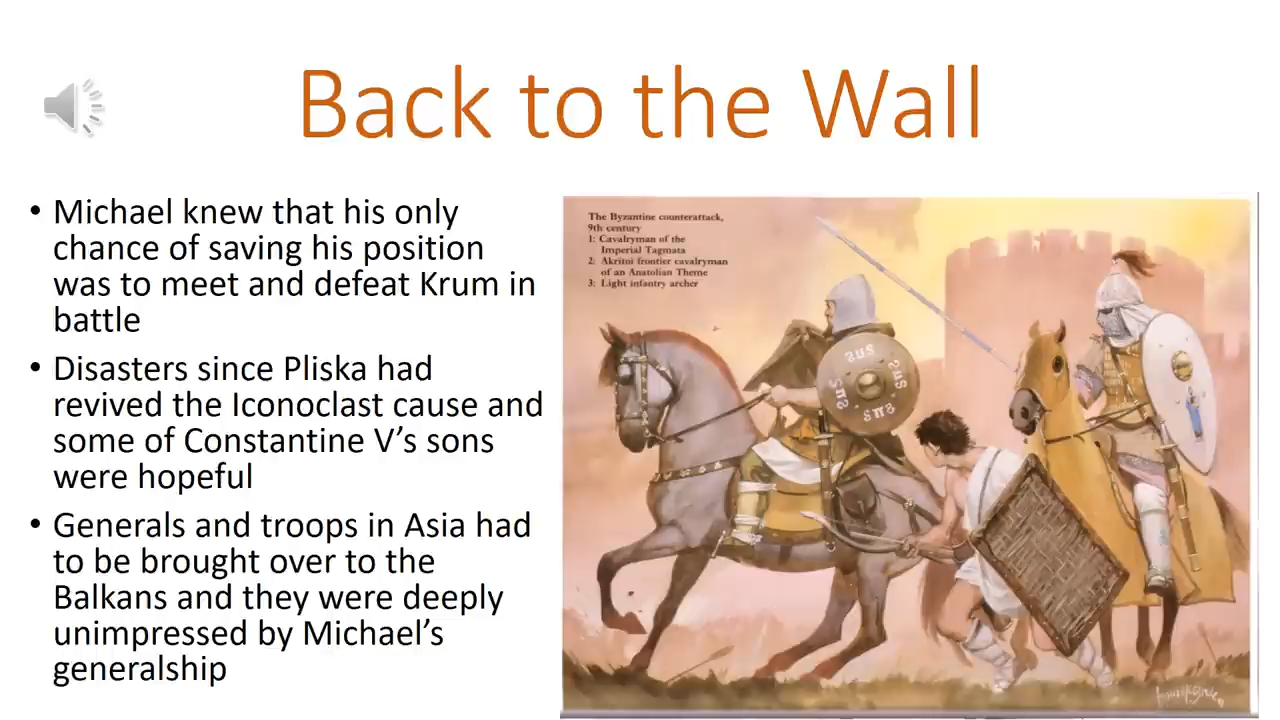 Back to the Wall
• Michael knew that his only
chance of saving his position
was to meet and defeat Krum in
battle
• Disasters since Pliska had
revived the Iconoclast cause and
some of Constantine V’s sons
were hopeful
• Generals and troops in Asia had
to be brought over to the
Balkans and they were deeply
unimpressed by Michael’s
generalship
The Byzantine counterattack,
9th century
1: Cavalryman of the
Imperial Tagmata
2: Akritoi frontier cavalryman
of an Anatolian Theme
3: Light infantry archer